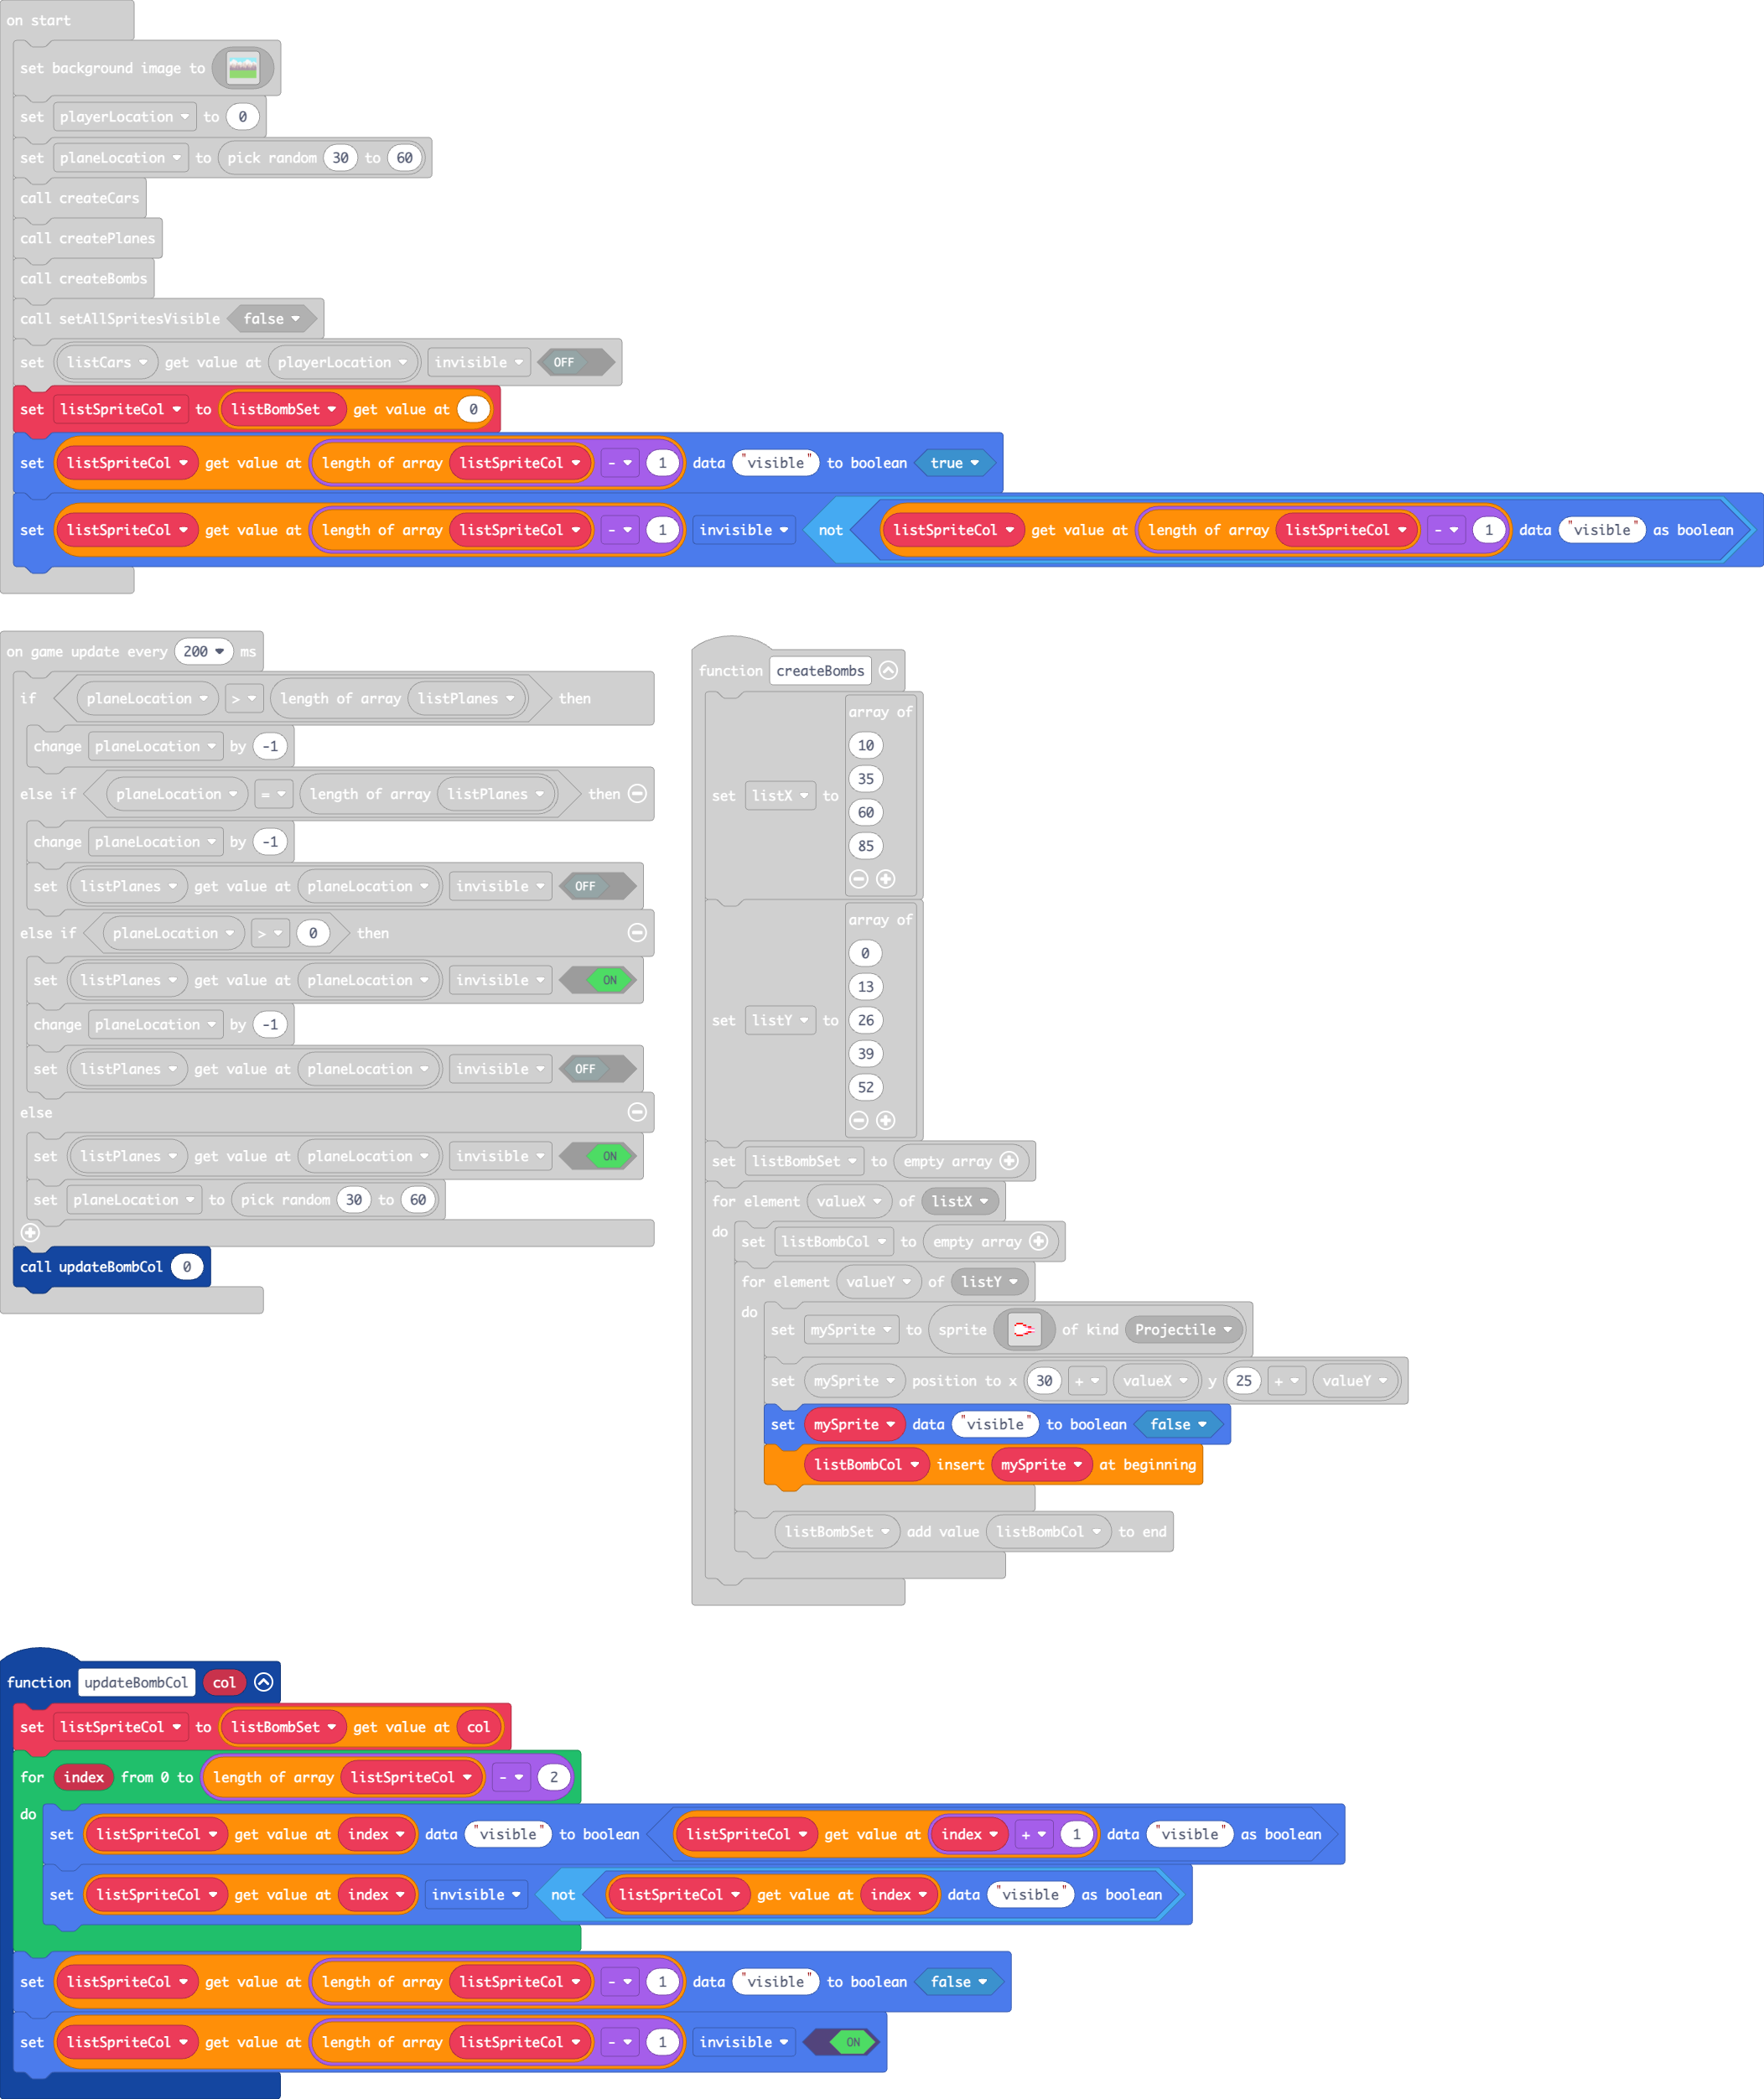 on start
set background image to
set playerLocation to 0
set planeLocation to pick random 30 to 60
call createCars
call createPlanes
call createBombs
call setAllSpritesVisible false
set listCars get value at playerLocation invisible OFF
set listSpriteCol to listBombSet get value at 0
set listSpriteCol get value at length of array listSpriteCol - 1 data "visible" to boolean true
set listSpriteCol get value at length of array listSpriteCol - 1 invisible not listSpriteCol get value at length of array listSpriteCol - 1 data "visible" as boolean
on game update every 200 ms
if planeLocation > length of array listPlanes then
change planeLocation by -1
else if planeLocation = length of array listPlanes then
change planeLocation by -1
set listPlanes get value at planeLocation invisible OFF
else if planeLocation > 0 then
set listPlanes get value at planeLocation invisible ON
change planeLocation by -1
set listPlanes get value at planeLocation invisible OFF
else
set listPlanes get value at planeLocation invisible ON
set planeLocation to pick random 30 to 60
call updateBombCol 0
function createBombs
array of
10
35
set listX to
60
85
array of
0
13
set listY to
26
39
52
set listBombSet to empty array
for element valueX of listX
do
set listBombCol to empty array
for element valueY of listY
do
set mySprite to sprite of kind Projectile
set mySprite position to x 30 + valueX y 25 + valueY
set mySprite data "visible" to boolean false
listBombCol insert mySprite at beginning
listBombSet add value listBombCol to end
function updateBombCol col
set listSpriteCol to listBombSet get value at col
for index from 0 to length of array listSpriteCol - 2
do
set listSpriteCol get value at index data "visible" to boolean listSpriteCol get value at index + 1 data "visible" as boolean
set listSpriteCol get value at index invisible not listSpriteCol get value at index data "visible" as boolean
set listSpriteCol get value at length of array listSpriteCol - 1 data "visible" to boolean false
set listSpriteCol get value at length of array listSpriteCol - 1 invisible ON